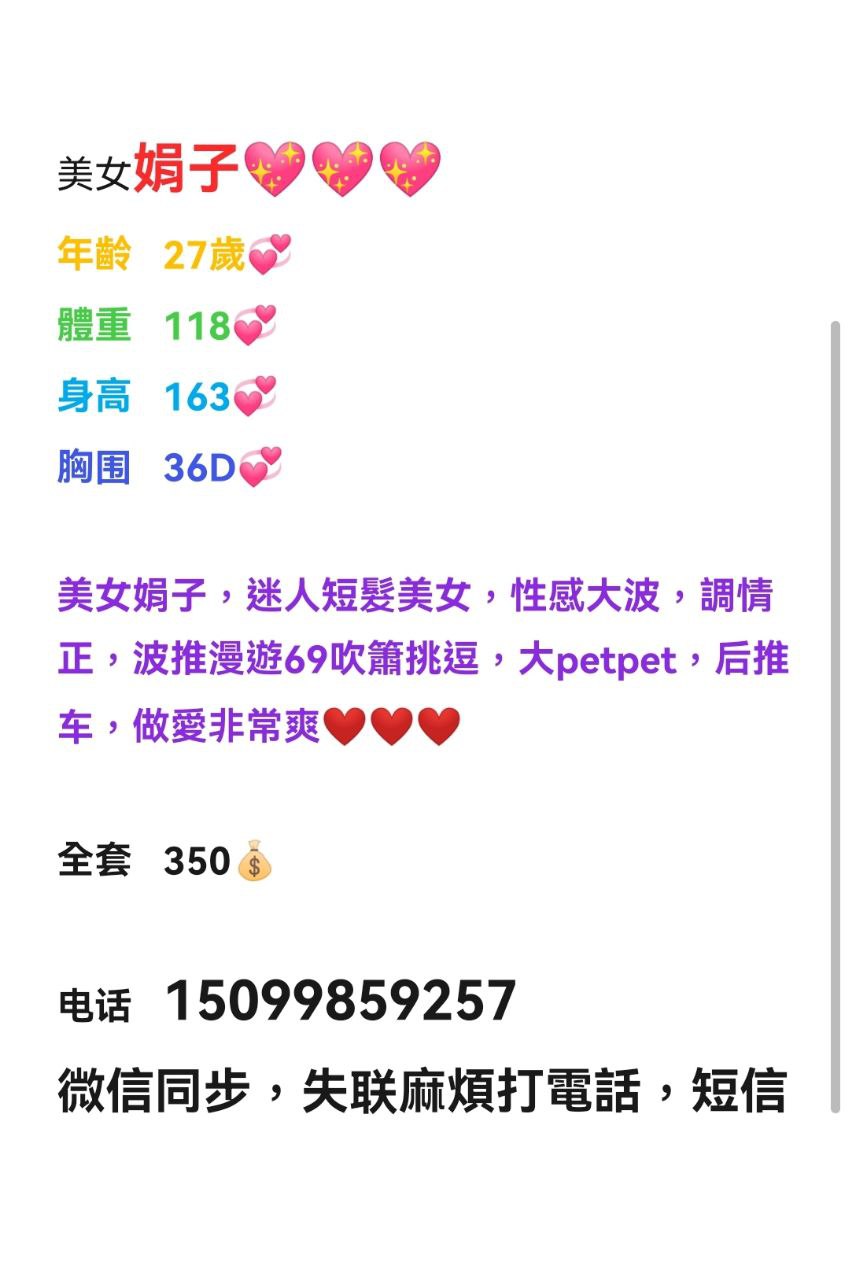 美女娟子💖💖💖
年齡 27歲💞
體重 118💞
身高 163💞
胸围 36D💞
美女娟子，迷人短髮美女，性感大波，調情
正，波推漫遊69吹簫挑逗，大petpet，后推
车，做愛非常爽❤️❤️❤️
全套 350💰
电话 15099859257
微信同步，失联麻煩打電話，短信